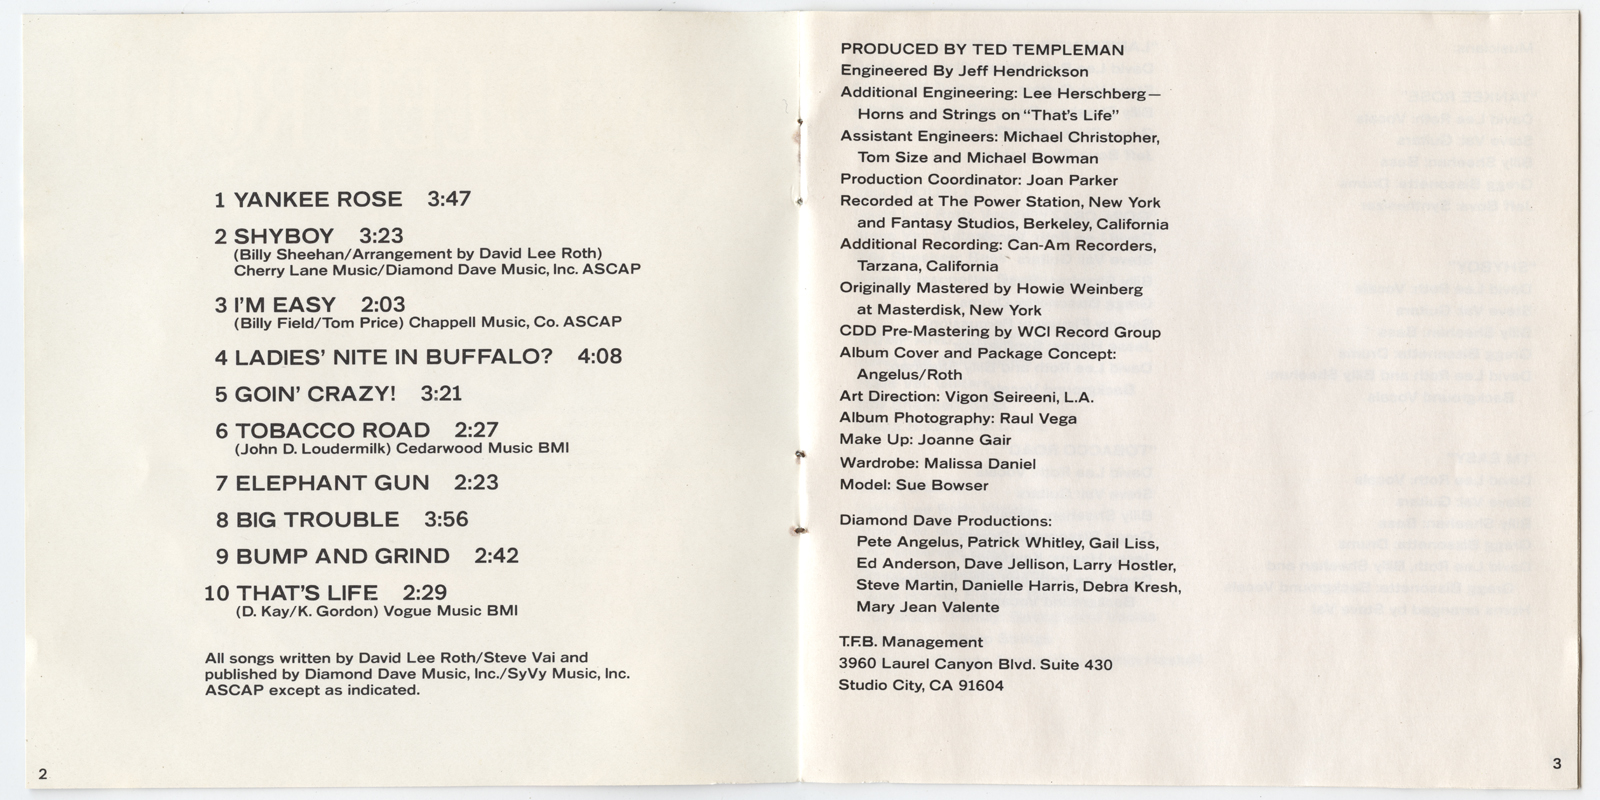 1 YANKEE ROSE 3:47
2 SHYBOY 3:23
(Billy Sheehan/Arrangement by David Lee Roth)
Cherry Lane Music/Diamond Dave Music, Inc. ASCAP
3 I'M EASY 2:03
(Billy Field/Tom Price) Chappell Music, Co. ASCAP
4 LADIES' NITE IN BUFFALO? 4:08
5 GOIN' CRAZY! 3:21
6 TOBACCO ROAD 2:27
(John D. Loudermilk) Cedarwood Music BMI
7 ELEPHANT GUN 2:23
8 BIG TROUBLE 3:56
9 BUMP AND GRIND 2:42
10 THAT'S LIFE 2:29
(D. Kay/K. Gordon) Vogue Music BMI
All songs written by David Lee Roth/Steve Vai and
published by Diamond Dave Music, Inc./SyVy Music, Inc.
ASCAP except as indicated.
2
PRODUCED BY TED TEMPLEMAN
Engineered By Jeff Hendrickson
Additional Engineering: Lee Herschberg—
Horns and Strings on “That's Life”
Assistant Engineers: Michael Christopher,
Tom Size and Michael Bowman
Production Coordinator: Joan Parker
Recorded at The Power Station, New York
and Fantasy Studios, Berkeley, California
Additional Recording: Can-Am Recorders,
Tarzana, California
Originally Mastered by Howie Weinberg
at Masterdisk, New York
CDD Pre-Mastering by WCI Record Group
Album Cover and Package Concept:
Angelus/Roth
Art Direction: Vigon Seireeni, L.A.
Album Photography: Raul Vega
Make Up: Joanne Gair
Wardrobe: Malissa Daniel
Model: Sue Bowser
Diamond Dave Productions:
Pete Angelus, Patrick Whitley, Gail Liss,
Ed Anderson, Dave Jellison, Larry Hostler,
Steve Martin, Danielle Harris, Debra Kresh,
Mary Jean Valente
T.F.B. Management
3960 Laurel Canyon Blvd. Suite 430
Studio City, CA 91604
3